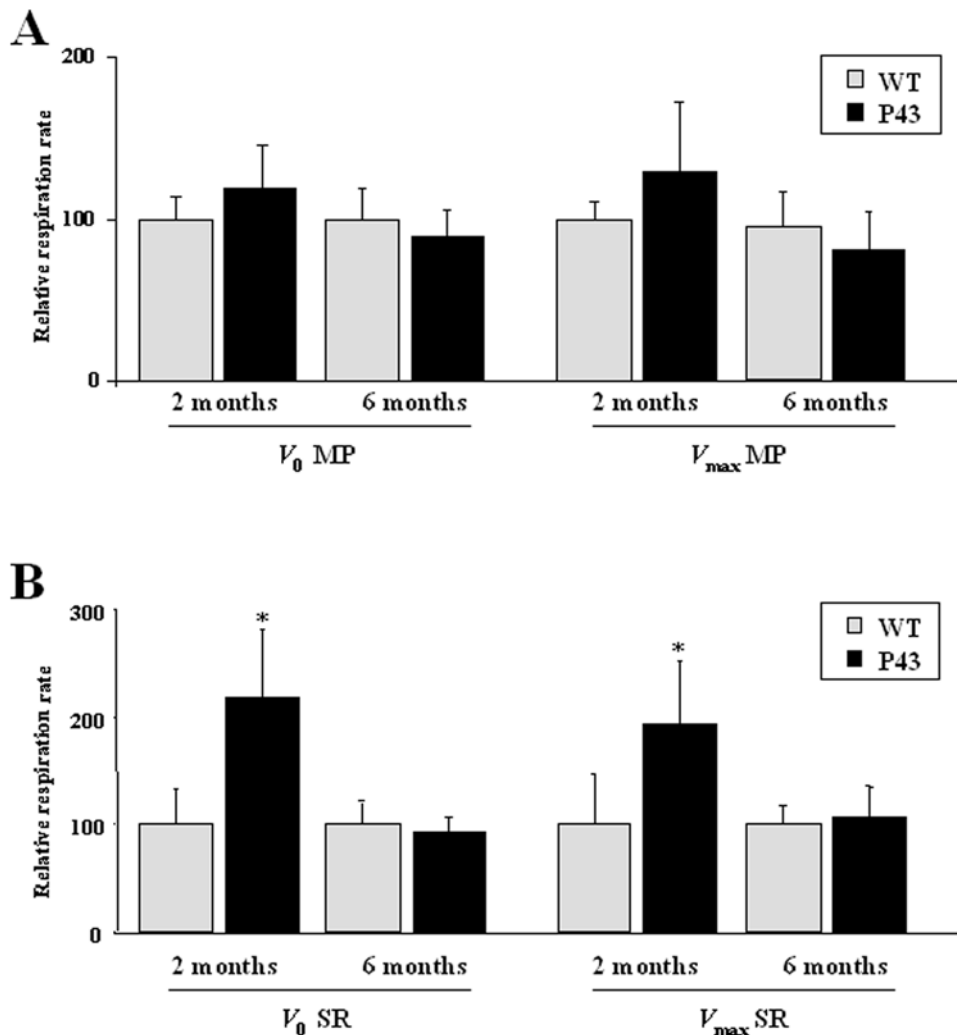 A
200
WT
P43
Relative respiration rate
100
0
2 months 6 months 2 months 6 months
V0 MP Vmax MP
B
300
* WT
* P43
Relative respiration rate
200
100
0
2 months 6 months 2 months 6 months
V0 SR Vmax SR